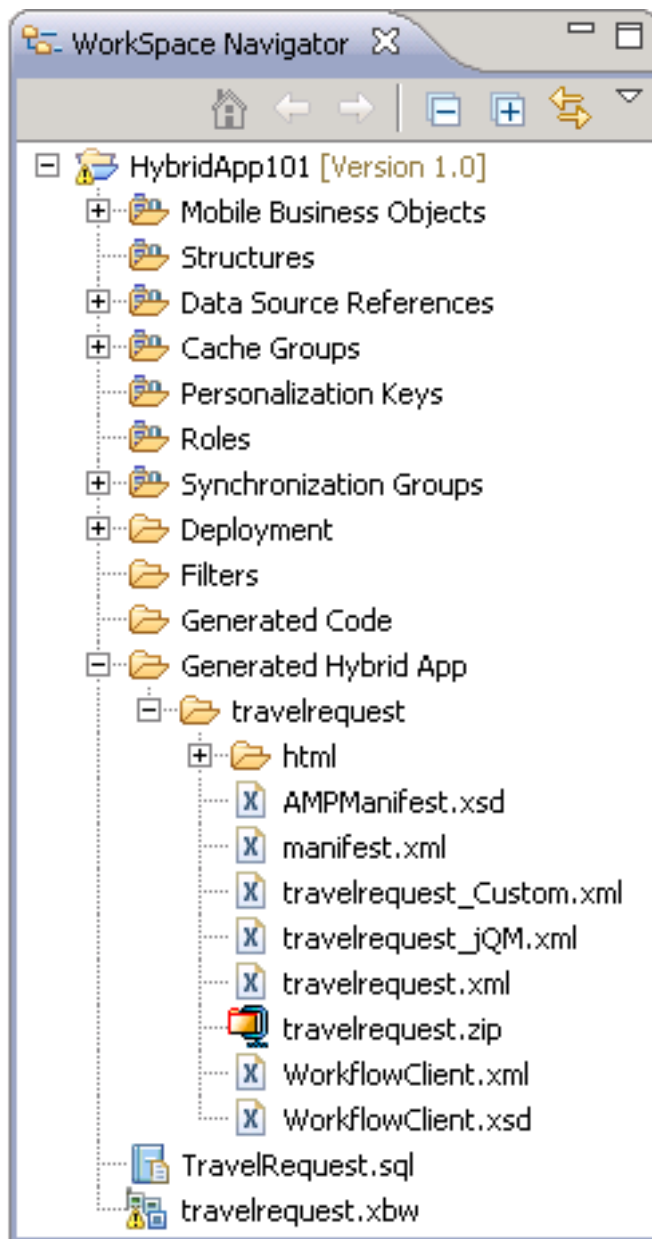 WorkSpace Navigator
HybridApp101 [Version 1.0]
Mobile Business Objects
Structures
Data Source References
Cache Groups
Personalization Keys
Roles
Synchronization Groups
Deployment
Filters
Generated Code
Generated Hybrid App
travelrequest
html
AMPManifest.xsd
manifest.xml
travelrequest_Custom.xml
travelrequest_jQM.xml
travelrequest.xml
travelrequest.zip
WorkflowClient.xml
WorkflowClient.xsd
TravelRequest.sql
travelrequest.xbw